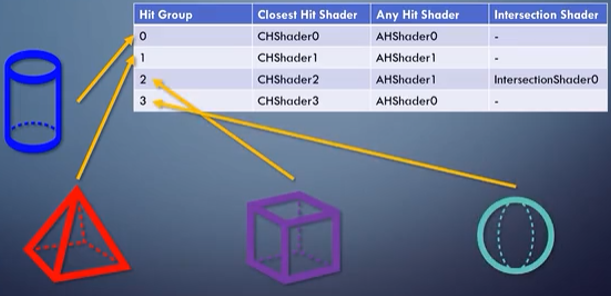 Hit Group Closest Hit Shader Any Hit Shader Intersection Shader
0 CHShader0 AHShader0 -
1 CHShader1 AHShader1 -
2 CHShader2 AHShader1 IntersectionShader0
3 CHShader3 AHShader0 -